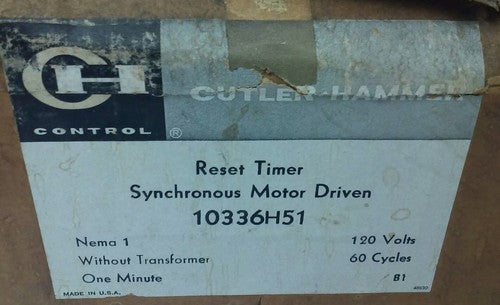 CH
CUTLER-HAMMER
CONTROL ®
Reset Timer
Synchronous Motor Driven
10336H51
Nema 1 120 Volts
Without Transformer 60 Cycles
One Minute B1
MADE IN U.S.A.